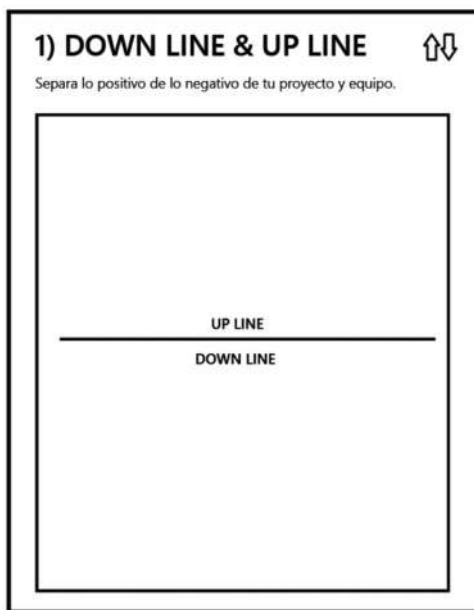 1) DOWN LINE & UP LINE
Separa lo positivo de lo negativo de tu proyecto y equipo.
UP LINE
DOWN LINE